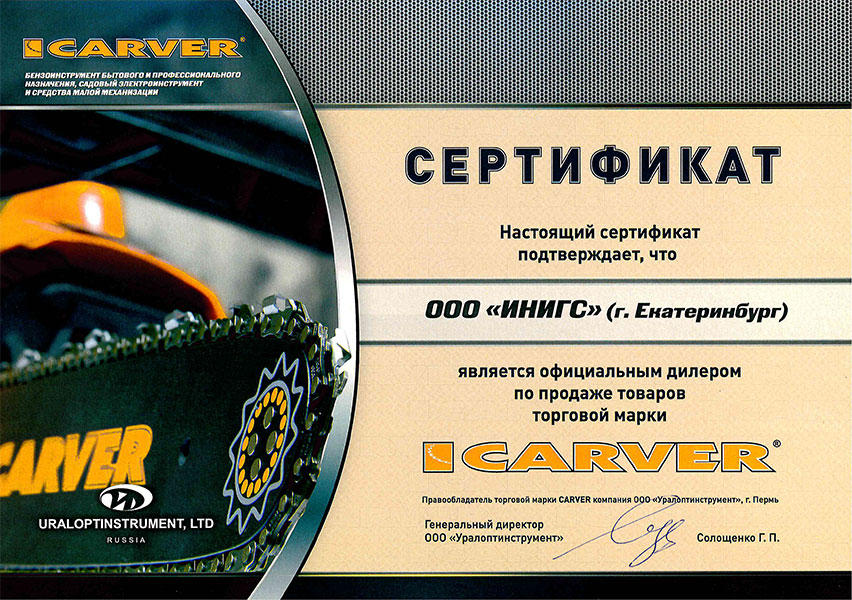 CARVER®
БЕНЗОИНСТРУМЕНТ БЫТОВОГО И ПРОФЕССИОНАЛЬНОГО
НАЗНАЧЕНИЯ, САДОВЫЙ ЭЛЕКТРОИНСТРУМЕНТ
И СРЕДСТВА МАЛОЙ МЕХАНИЗАЦИИ
СЕРТИФИКАТ
Настоящий сертификат
подтверждает, что
ООО «ИНИГС» (г. Екатеринбург)
является официальным дилером
по продаже товаров
торговой марки
CARVER®
Правообладатель торговой марки CARVER компания ООО «Уралоптинструмент», г. Пермь
Генеральный директор
ООО «Уралоптинструмент»
Солощенко Г. П.
CARVER
URALOPTINSTRUMENT, LTD
RUSSIA